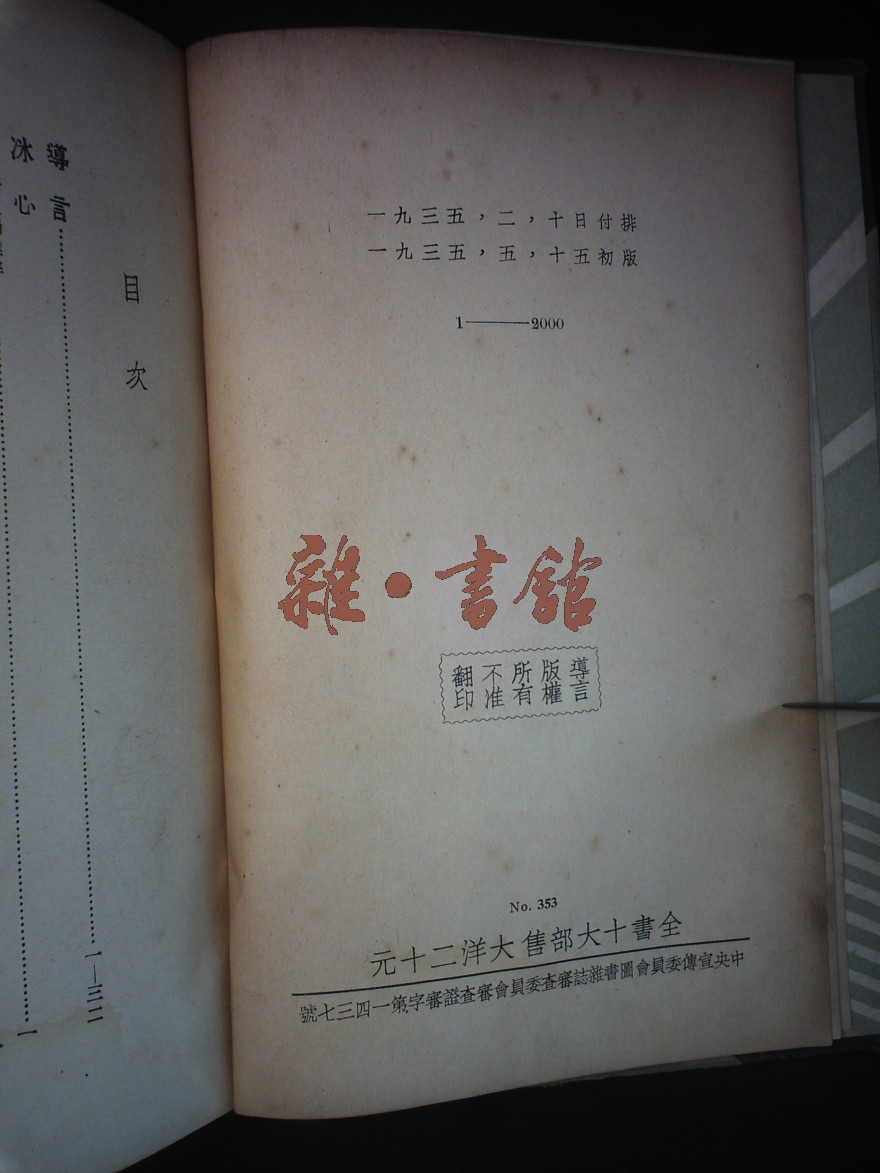 一九三五，二，十日付排
一九三五，五，十五初版
1———2000
雜·書館
導言
版權
所有
不准
翻印
No. 353
全書十大部售大洋二十元
中央宣傳委員會圖書雜誌審查委員會審查證審字第一四三七號
目次
導言……一—三二
冰心……一